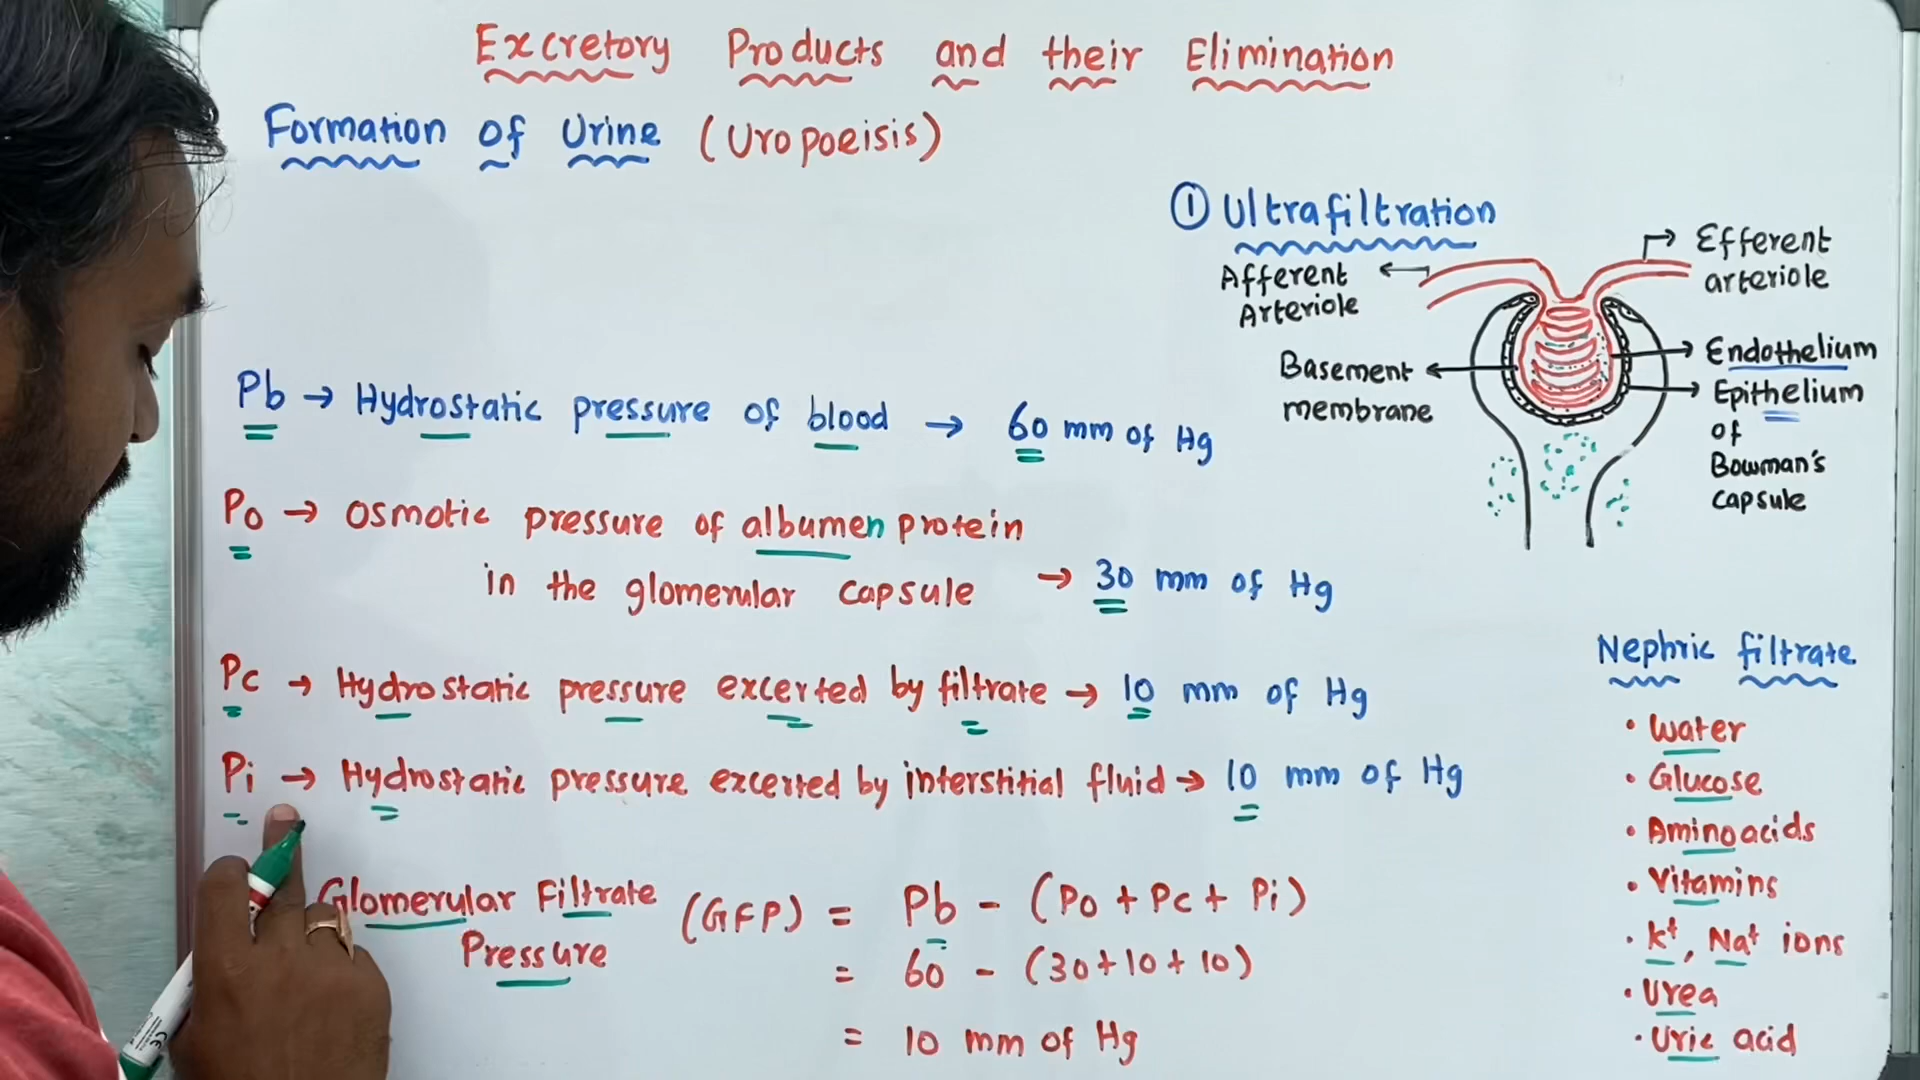 Excretory Products and their Elimination
Formation of Urine (Uropoeisis)
① Ultrafiltration
Afferent
Arteriole
Efferent
arteriole
Basement
membrane
Endothelium
Epithelium
of
Bowman's
capsule
Pb → Hydrostatic pressure of blood → 60 mm of Hg
Po → Osmotic pressure of albumen protein
in the glomerular capsule → 30 mm of Hg
Pc → Hydrostatic pressure excerted by filtrate → 10 mm of Hg
Pi → Hydrostatic pressure excerted by interstitial fluid → 10 mm of Hg
Glomerular Filtrate
Pressure
(GFP) = Pb - (Po + Pc + Pi)
= 60 - (30+10+10)
= 10 mm of Hg
Nephric filtrate
• Water
• Glucose
• Aminoacids
• Vitamins
• K⁺, Na⁺ ions
• Urea
• Uric acid